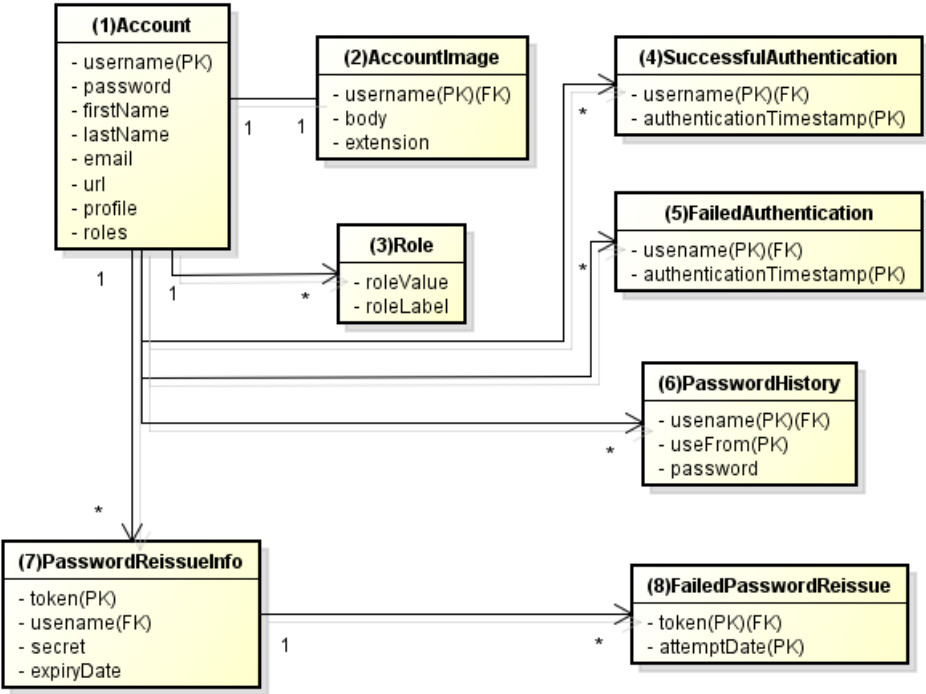 (1)Account
- username(PK)
- password
- firstName
- lastName
- email
- url
- profile
- roles
1
1
(2)AccountImage
- username(PK)(FK)
- body
- extension
(4)SuccessfulAuthentication
- username(PK)(FK)
- authenticationTimestamp(PK)
*
(5)FailedAuthentication
- usename(PK)(FK)
- authenticationTimestamp(PK)
*
(3)Role
- roleValue
- roleLabel
1
1
*
(6)PasswordHistory
- usename(PK)(FK)
- useFrom(PK)
- password
*
*
(7)PasswordReissueInfo
- token(PK)
- usename(FK)
- secret
- expiryDate
1
*
(8)FailedPasswordReissue
- token(PK)(FK)
- attemptDate(PK)